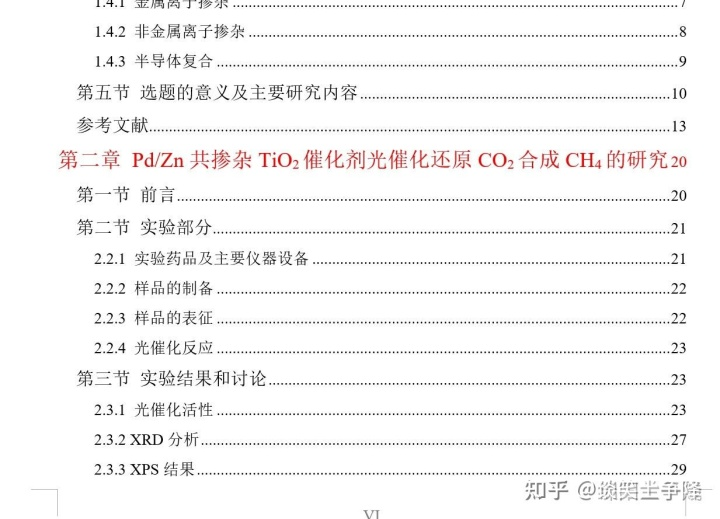 1.4.1 金属离子掺杂........................7
1.4.2 非金属离子掺杂........................8
1.4.3 半导体复合........................9
第五节 选题的意义及主要研究内容........................10
参考文献........................13
第二章 Pd/Zn 共掺杂 TiO₂ 催化剂光催化还原 CO₂ 合成 CH₄ 的研究 20
第一节 前言........................20
第二节 实验部分........................21
2.2.1 实验药品及主要仪器设备........................21
2.2.2 样品的制备........................22
2.2.3 样品的表征........................22
2.2.4 光催化反应........................23
第三节 实验结果和讨论........................23
2.3.1 光催化活性........................23
2.3.2 XRD 分析........................27
2.3.3 XPS 结果........................29
知乎
VI